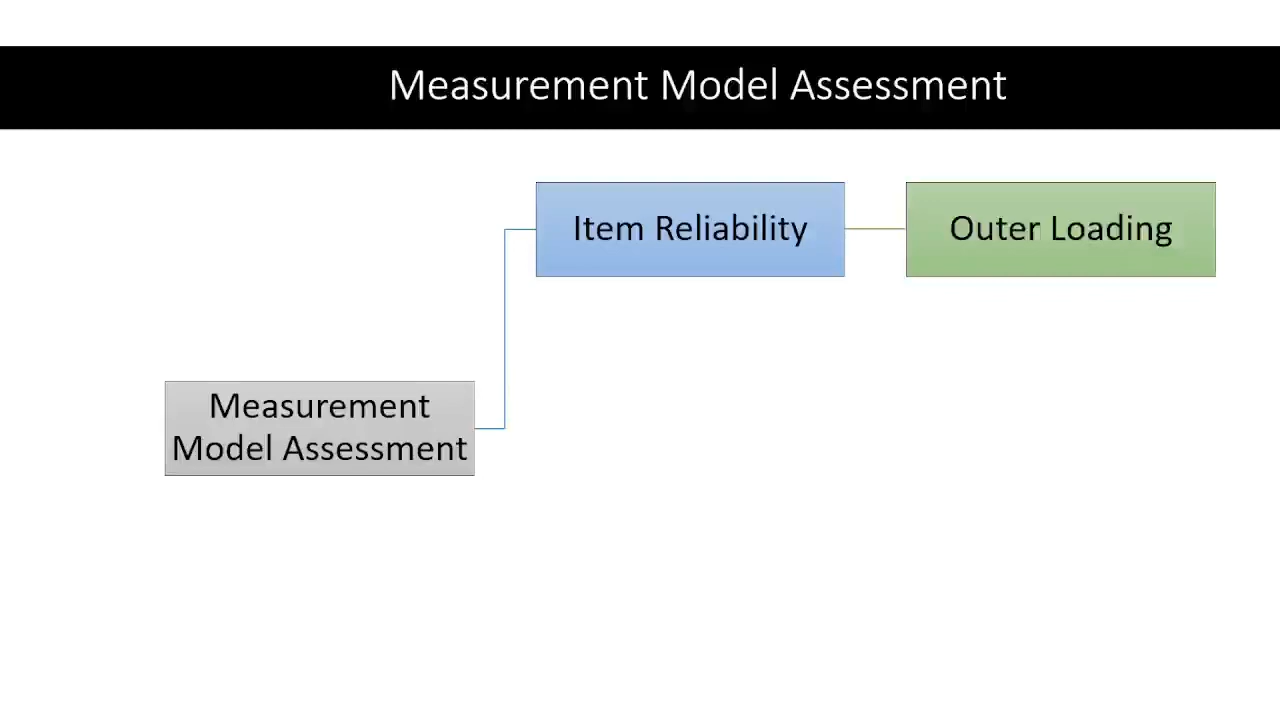 Measurement Model Assessment
Item Reliability
Outer Loading
Measurement
Model Assessment